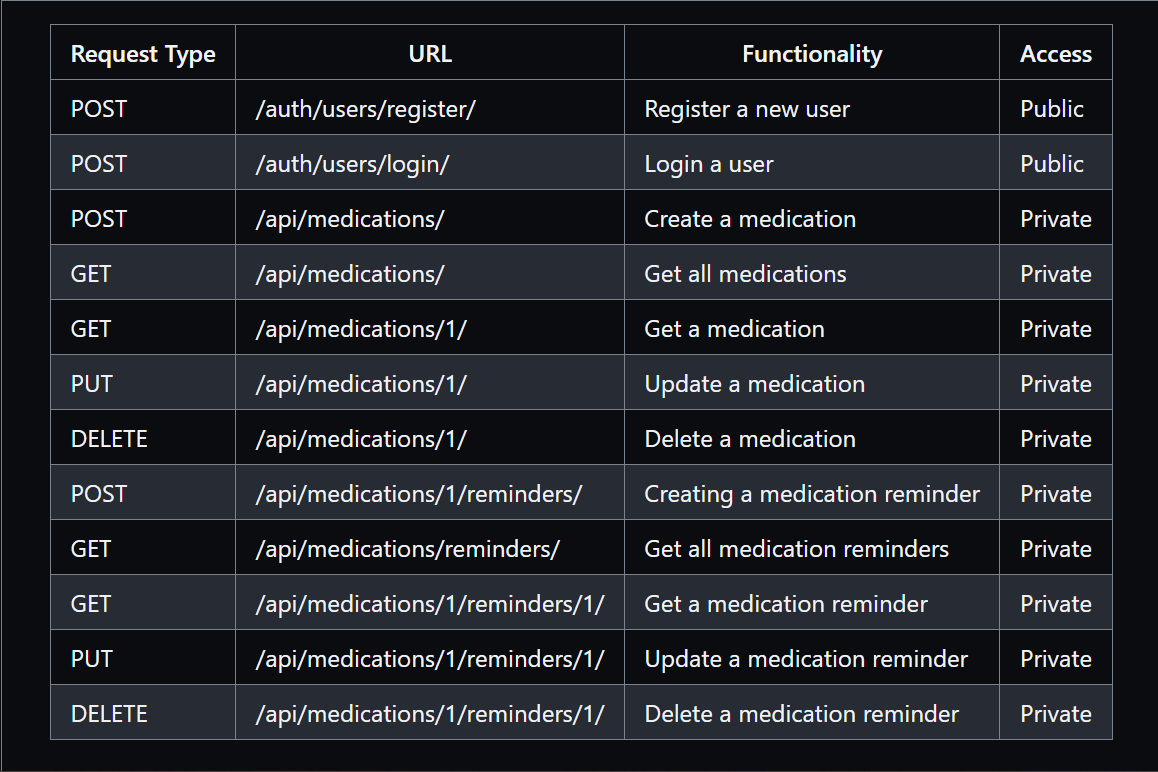 Request Type URL Functionality Access
POST /auth/users/register/ Register a new user Public
POST /auth/users/login/ Login a user Public
POST /api/medications/ Create a medication Private
GET /api/medications/ Get all medications Private
GET /api/medications/1/ Get a medication Private
PUT /api/medications/1/ Update a medication Private
DELETE /api/medications/1/ Delete a medication Private
POST /api/medications/1/reminders/ Creating a medication reminder Private
GET /api/medications/reminders/ Get all medication reminders Private
GET /api/medications/1/reminders/1/ Get a medication reminder Private
PUT /api/medications/1/reminders/1/ Update a medication reminder Private
DELETE /api/medications/1/reminders/1/ Delete a medication reminder Private